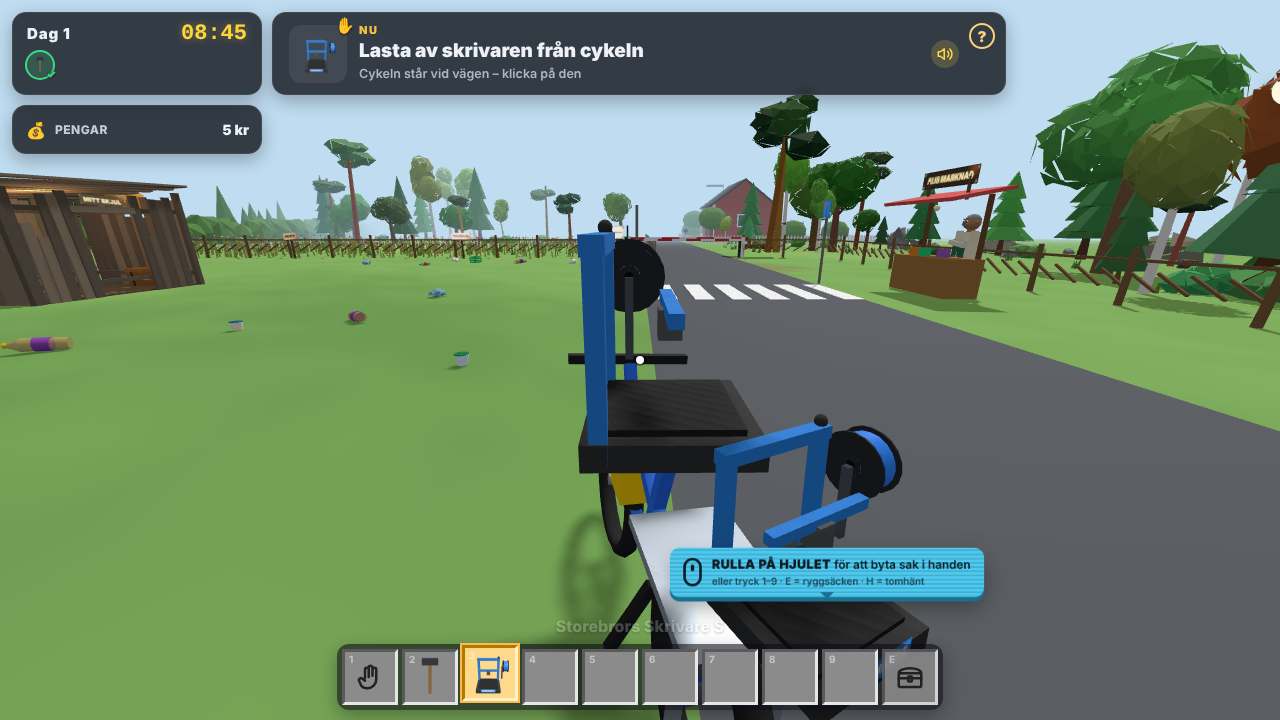 Dag 1
08:45
NU
Lasta av skrivaren från cykeln
Cykeln står vid vägen – klicka på den
?
PENGAR
5 kr
MITT SKJUL
RULLA PÅ HJULET för att byta sak i handen
eller tryck 1–9 · E = ryggsäcken · H = tomhänt
Storebrors Skrivare S
1
2
4
5
6
7
8
9
E